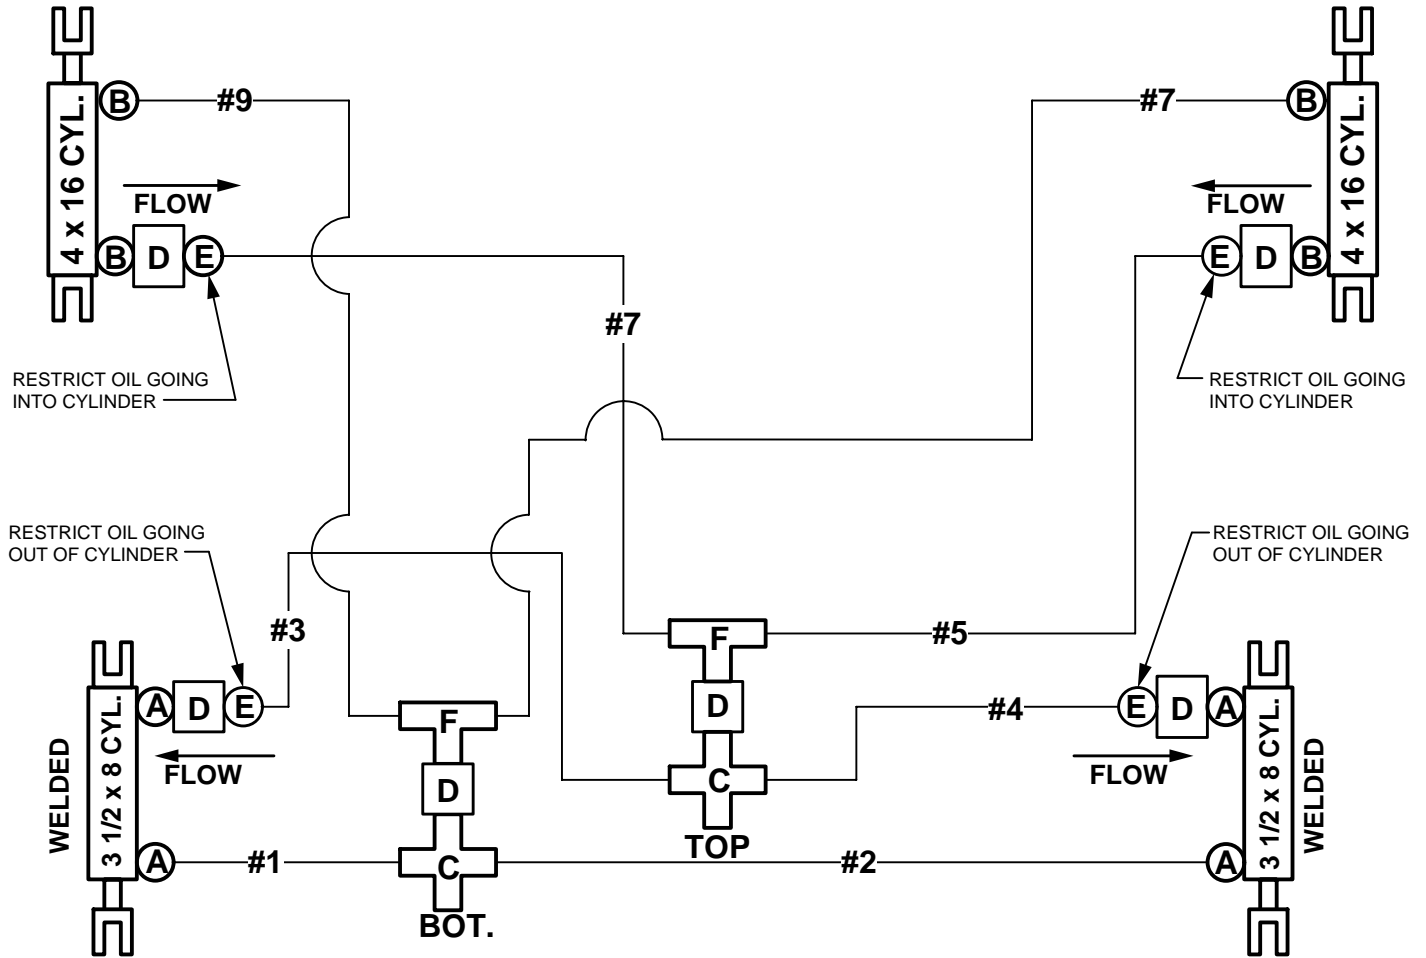 B
#9
#7
B
4 x 16 CYL.
4 x 16 CYL.
FLOW
FLOW
B
D
E
E
D
B
#7
RESTRICT OIL GOING
INTO CYLINDER
RESTRICT OIL GOING
INTO CYLINDER
RESTRICT OIL GOING
OUT OF CYLINDER
RESTRICT OIL GOING
OUT OF CYLINDER
#3
F
#5
A
D
E
D
#4
E
D
A
F
WELDED
3 1/2 x 8 CYL.
FLOW
D
C
FLOW
3 1/2 x 8 CYL.
WELDED
TOP
A
#1
C
#2
A
BOT.